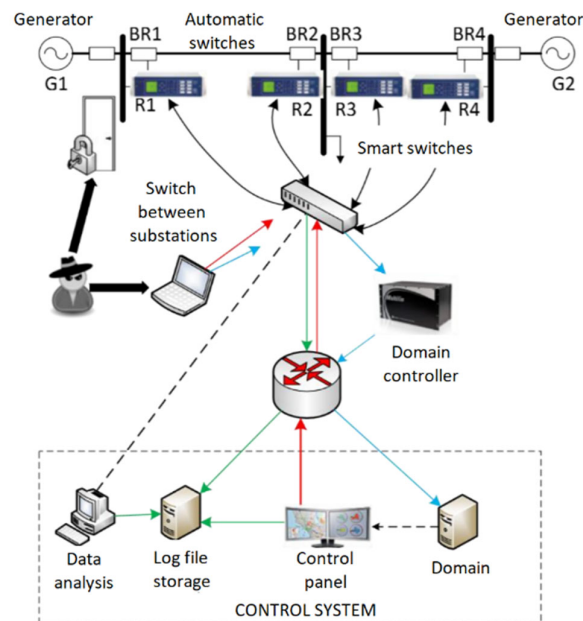 Generator
Automatic
switches
Generator
BR1
BR2
BR3
BR4
G1
G2
R1
R2
R3
R4
Smart switches
Switch
between
substations
Domain
controller
Data
analysis
Log file
storage
Control
panel
Domain
CONTROL SYSTEM